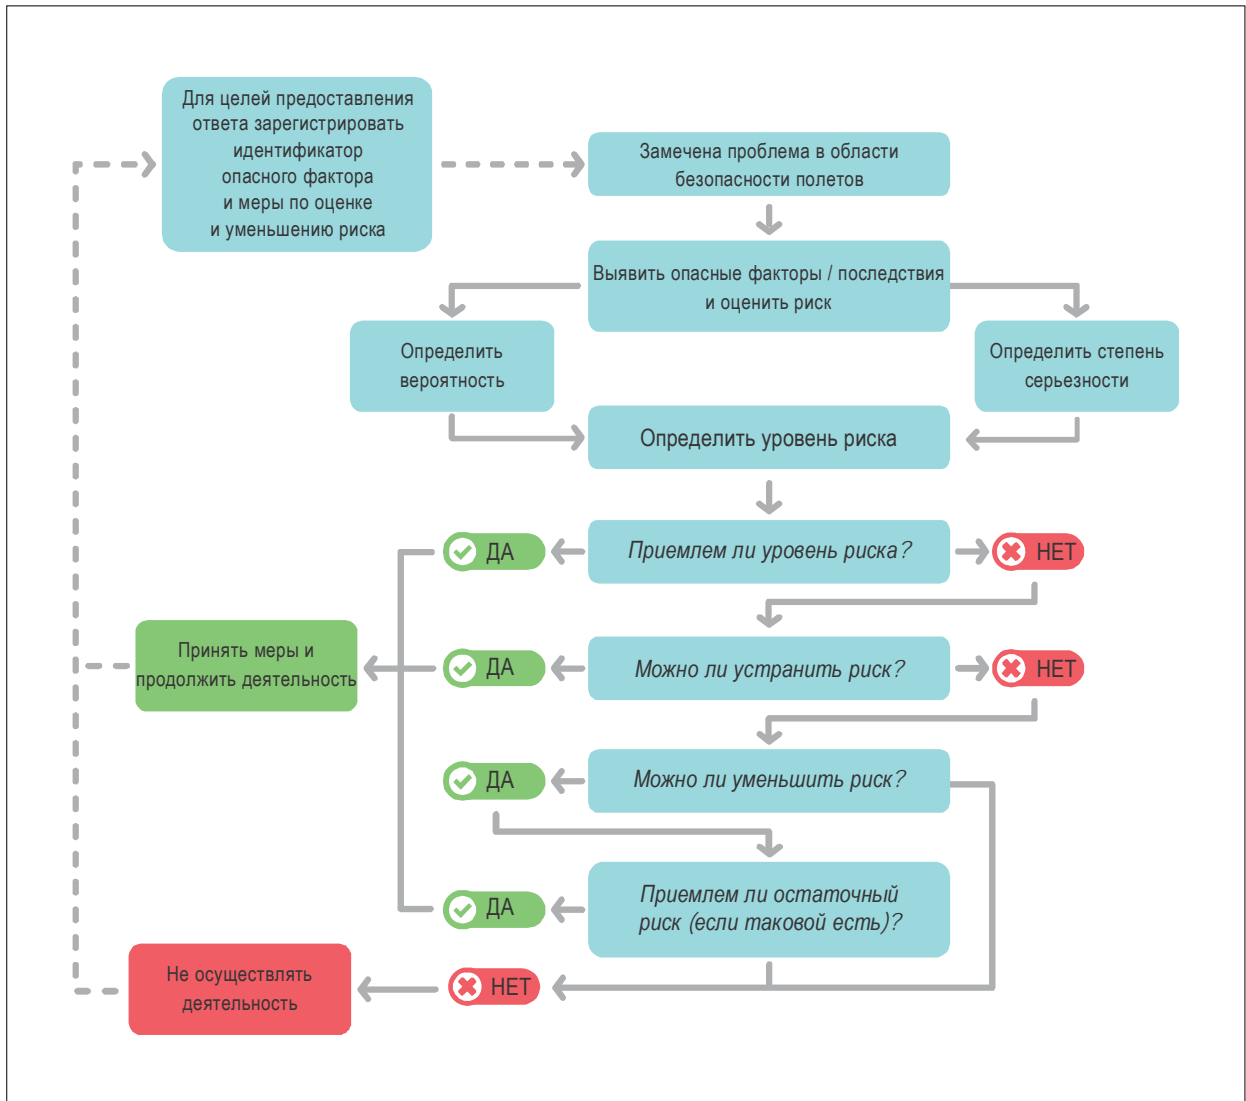 Для целей предоставления
ответа зарегистрировать
идентификатор
опасного фактора
и меры по оценке
и уменьшению риска
Замечена проблема в области
безопасности полетов
Выявить опасные факторы / последствия
и оценить риск
Определить
вероятность
Определить степень
серьезности
Определить уровень риска
ДА
Приемлем ли уровень риска?
НЕТ
Принять меры и
продолжить деятельность
ДА
Можно ли устранить риск?
НЕТ
ДА
Можно ли уменьшить риск?
ДА
Приемлем ли остаточный
риск (если таковой есть)?
Не осуществлять
деятельность
НЕТ